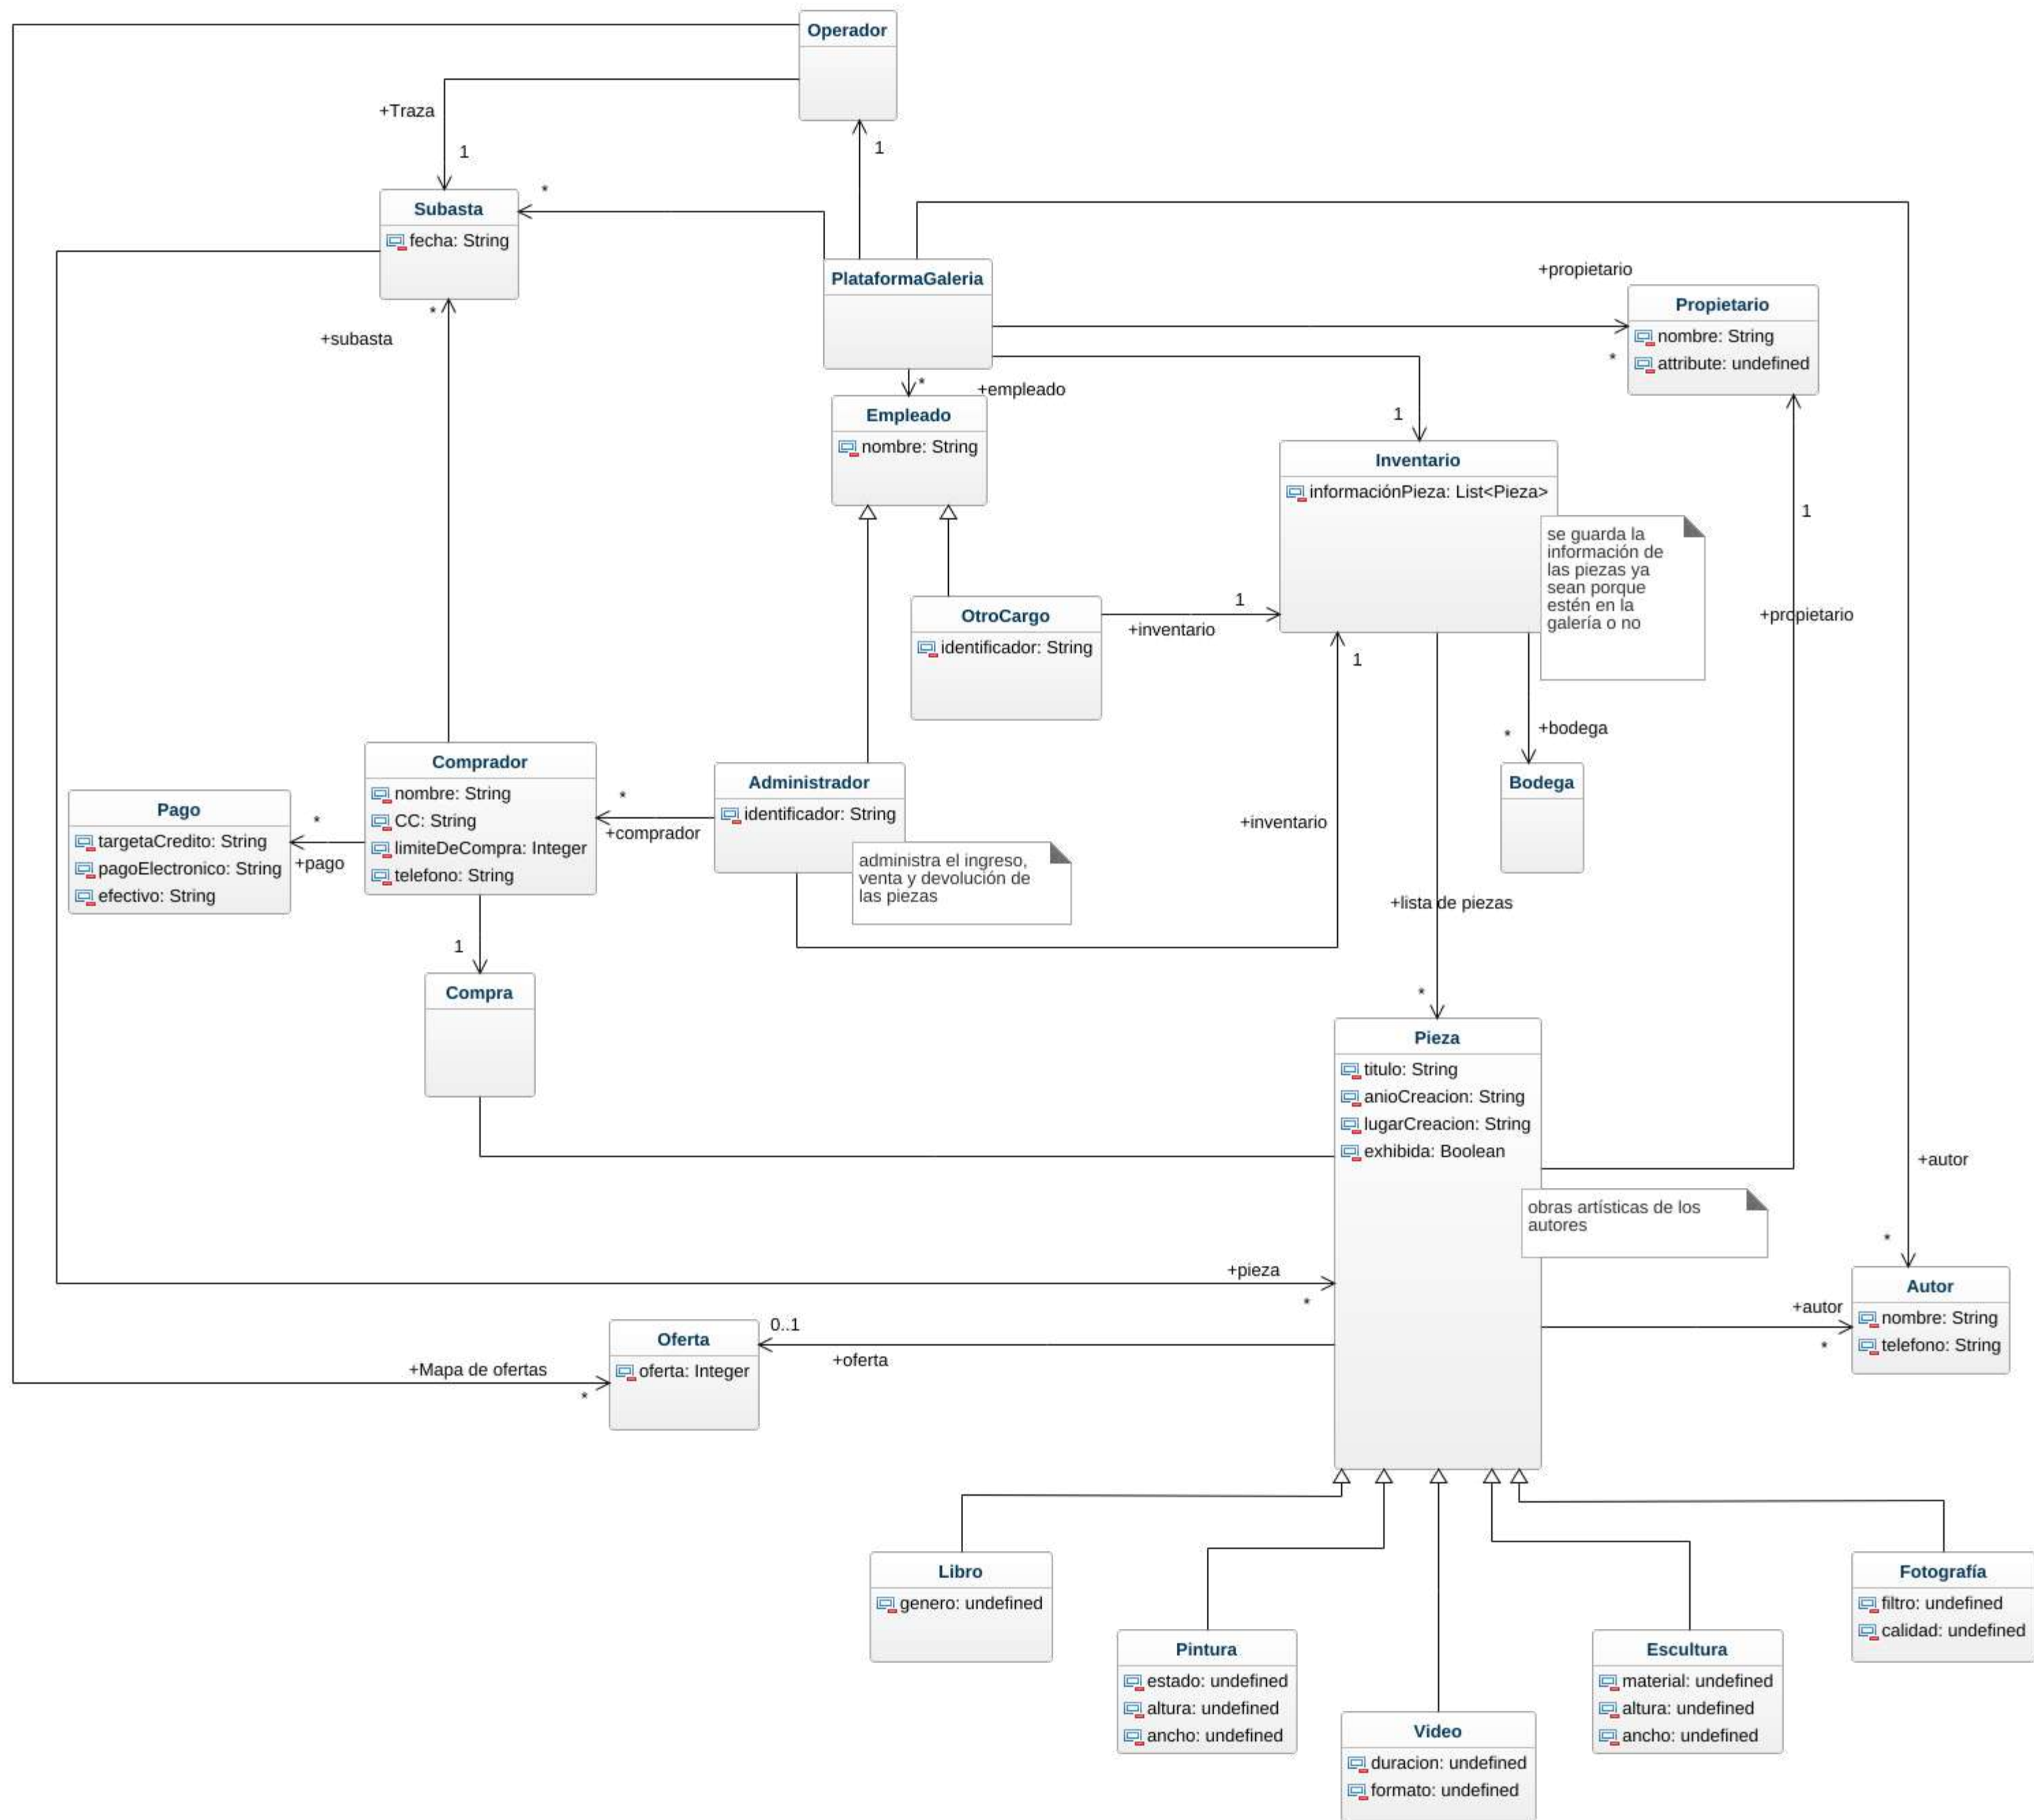 Operador
+Traza
1
1
*
Subasta
fecha: String
PlataformaGaleria
+propietario
Propietario
nombre: String
attribute: undefined
*
*
+subasta
*
+empleado
Empleado
nombre: String
1
Inventario
informaciónPieza: List<Pieza>
1
se guarda la
información de
las piezas ya
sean porque
estén en la
galería o no
OtroCargo
identificador: String
1
+inventario
+propietario
1
*
+bodega
Bodega
Comprador
nombre: String
CC: String
limiteDeCompra: Integer
telefono: String
Administrador
identificador: String
*
+comprador
Pago
targetaCredito: String
pagoElectronico: String
efectivo: String
*
+pago
+inventario
administra el ingreso,
venta y devolución de
las piezas
+lista de piezas
1
Compra
*
Pieza
titulo: String
anioCreacion: String
lugarCreacion: String
exhibida: Boolean
+autor
obras artísticas de los
autores
*
+pieza
*
Autor
nombre: String
telefono: String
+autor
*
0..1
+oferta
Oferta
oferta: Integer
+Mapa de ofertas
*
Libro
genero: undefined
Fotografía
filtro: undefined
calidad: undefined
Pintura
estado: undefined
altura: undefined
ancho: undefined
Escultura
material: undefined
altura: undefined
ancho: undefined
Video
duracion: undefined
formato: undefined